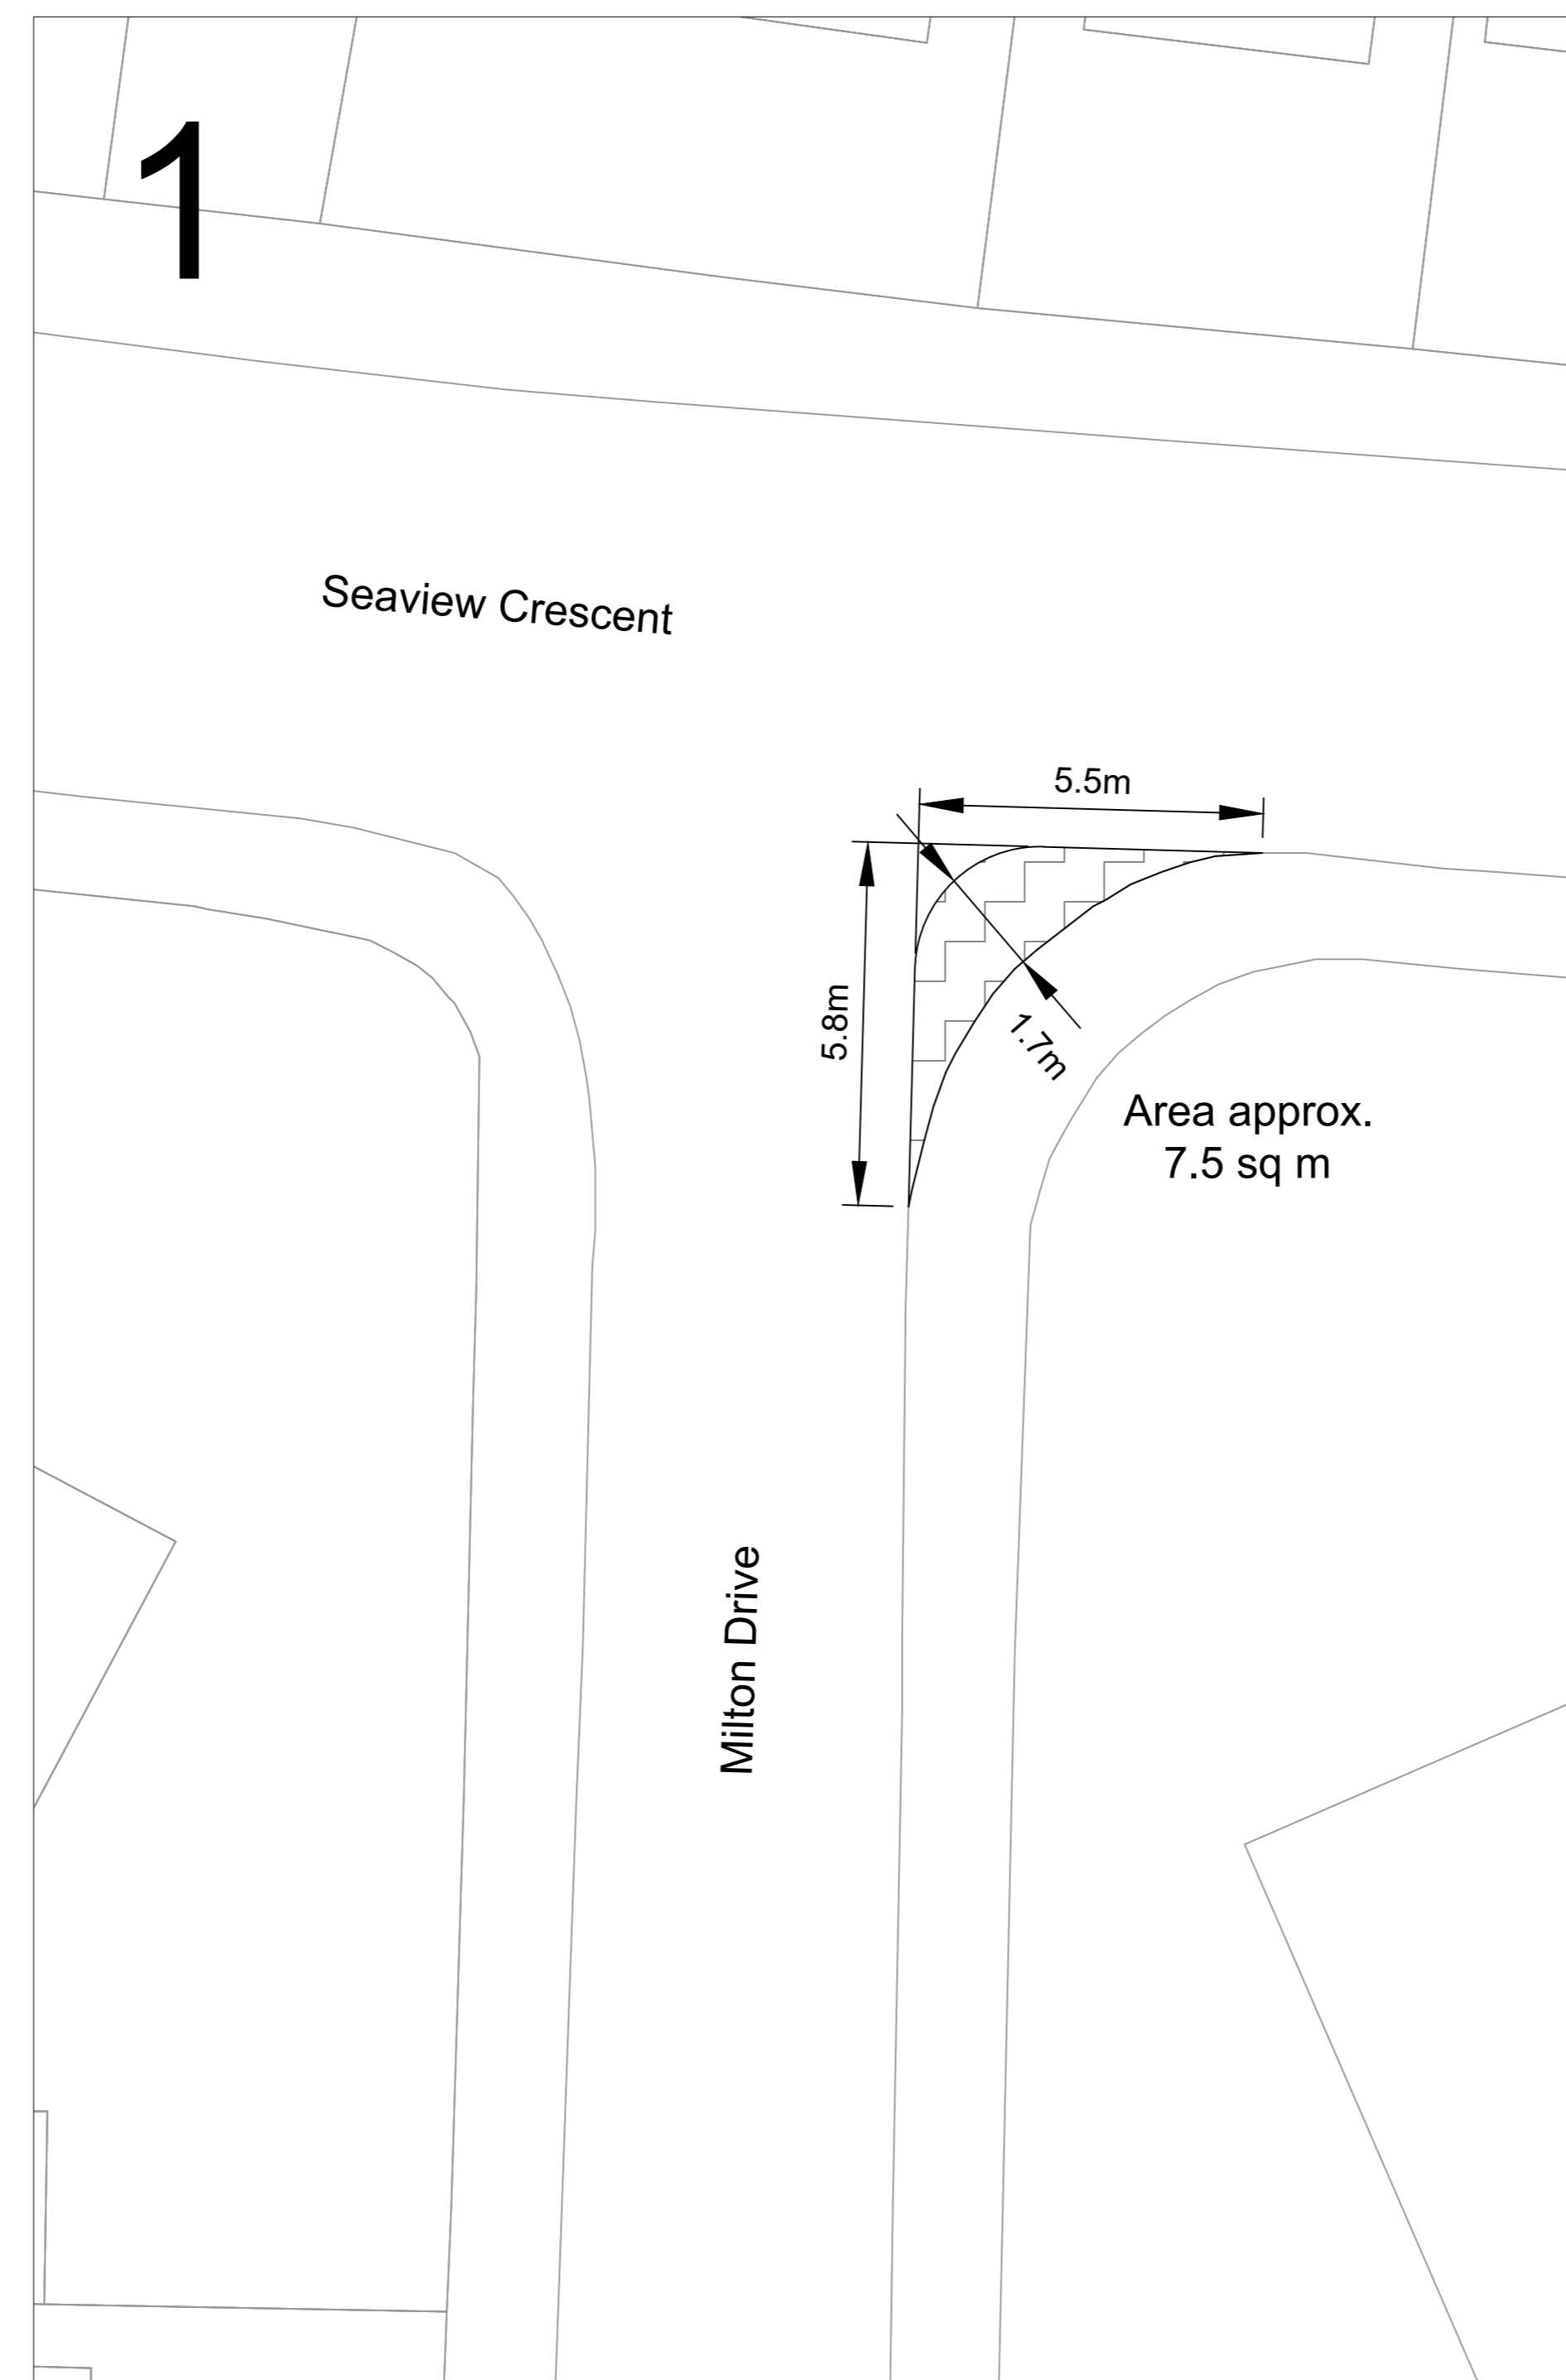 1
Seaview Crescent
5.5m
5.8m
1.7m
Area approx.
7.5 sq m
Milton Drive